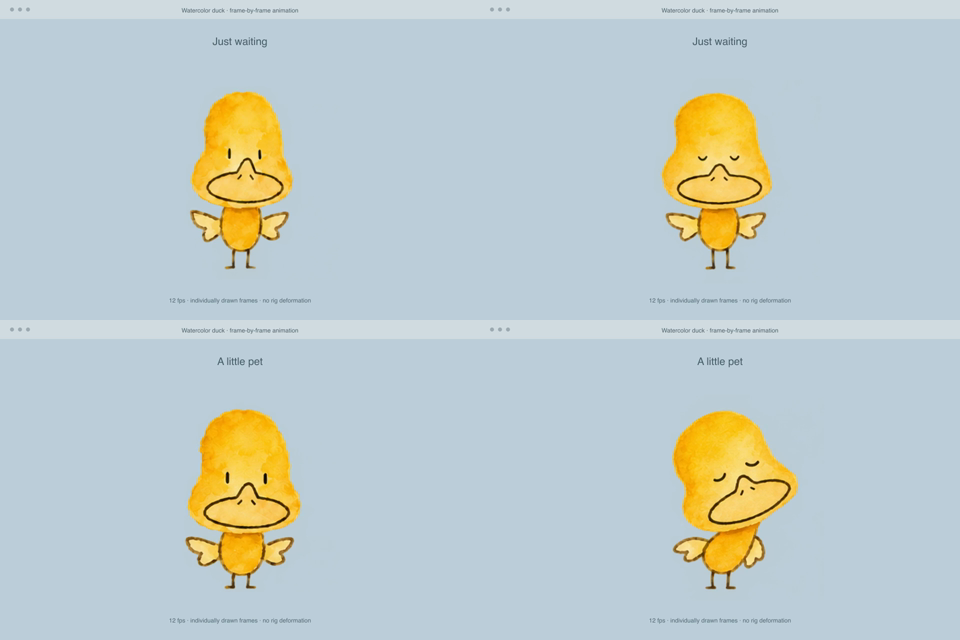 Watercolor duck · frame-by-frame animation
Just waiting
12 fps · individually drawn frames · no rig deformation
Watercolor duck · frame-by-frame animation
Just waiting
12 fps · individually drawn frames · no rig deformation
Watercolor duck · frame-by-frame animation
A little pet
12 fps · individually drawn frames · no rig deformation
Watercolor duck · frame-by-frame animation
A little pet
12 fps · individually drawn frames · no rig deformation